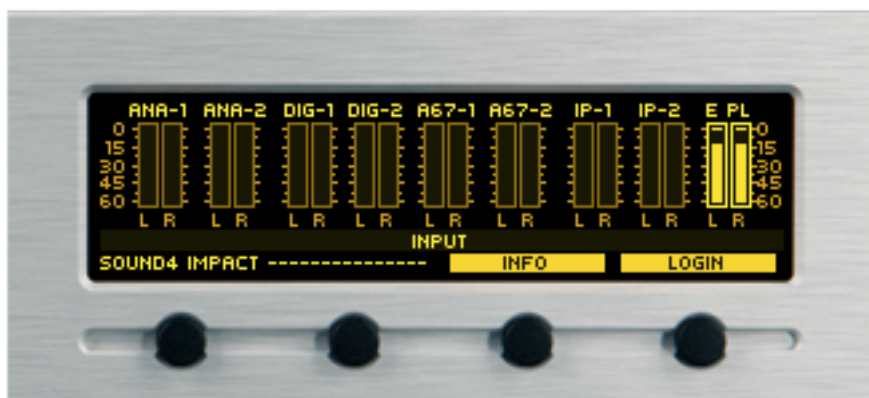 ANA-1 ANA-2 DIG-1 DIG-2 A67-1 A67-2 IP-1 IP-2 E PL
0 0
15 15
30 30
45 45
60 60
L R L R L R L R L R L R L R L R L R
INPUT
SOUND4 IMPACT --------------- INFO LOGIN